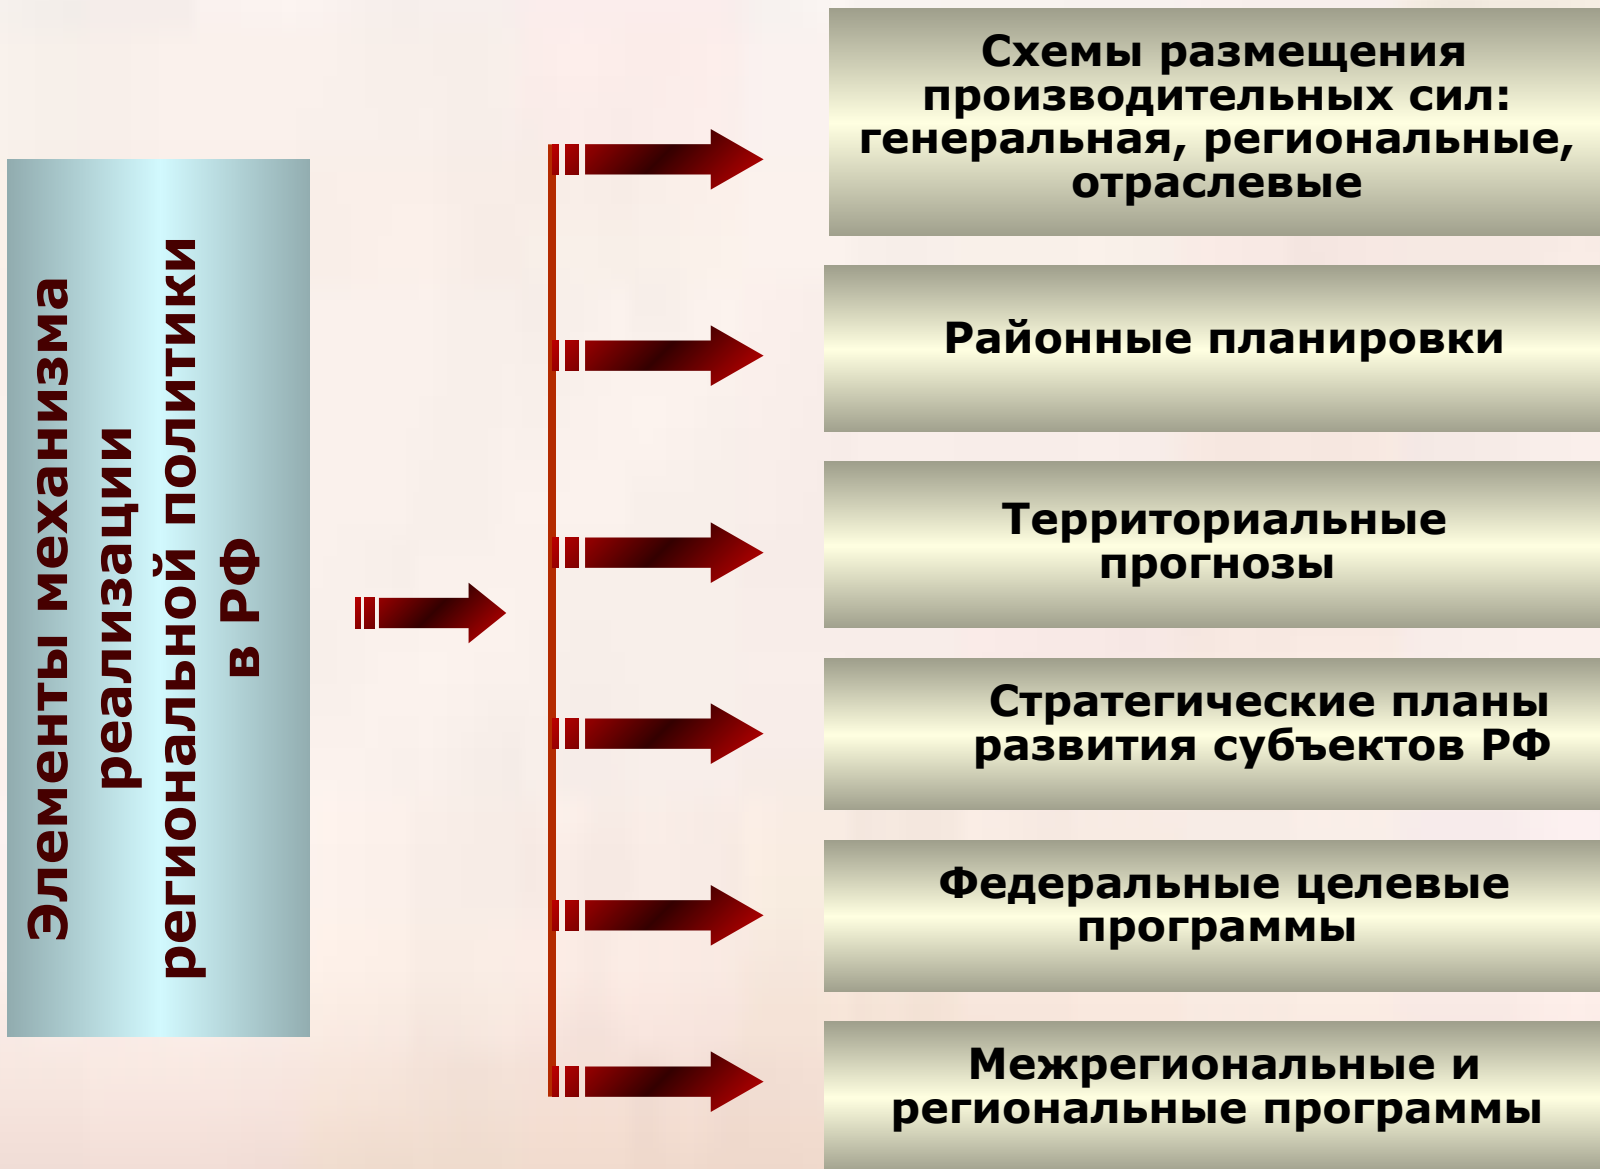 Элементы механизма
реализации
региональной политики
в РФ
Схемы размещения
производительных сил:
генеральная, региональные,
отраслевые
Районные планировки
Территориальные
прогнозы
Стратегические планы
развития субъектов РФ
Федеральные целевые
программы
Межрегиональные и
региональные программы